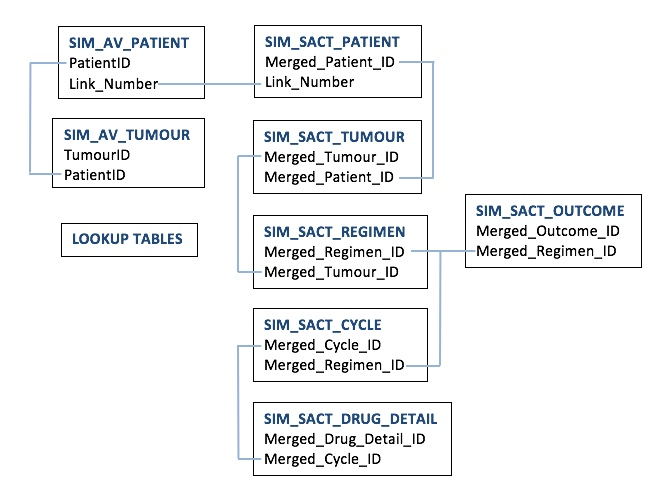 SIM_AV_PATIENT
PatientID
Link_Number
SIM_AV_TUMOUR
TumourID
PatientID
LOOKUP TABLES
SIM_SACT_PATIENT
Merged_Patient_ID
Link_Number
SIM_SACT_TUMOUR
Merged_Tumour_ID
Merged_Patient_ID
SIM_SACT_REGIMEN
Merged_Regimen_ID
Merged_Tumour_ID
SIM_SACT_CYCLE
Merged_Cycle_ID
Merged_Regimen_ID
SIM_SACT_DRUG_DETAIL
Merged_Drug_Detail_ID
Merged_Cycle_ID
SIM_SACT_OUTCOME
Merged_Outcome_ID
Merged_Regimen_ID